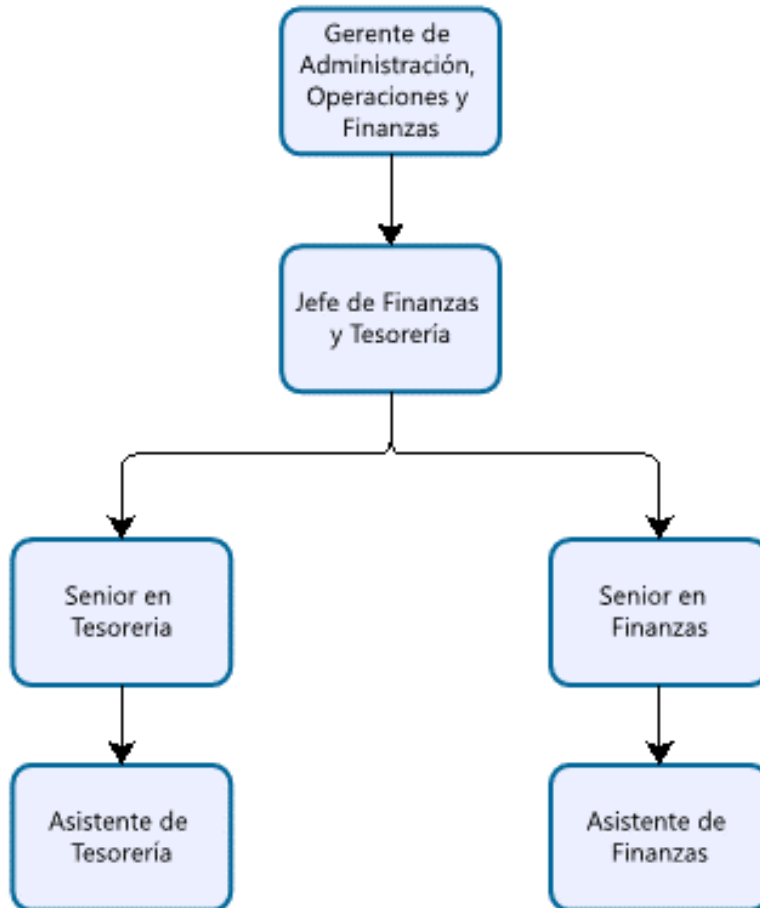 Gerente de
Administración,
Operaciones y
Finanzas
Jefe de Finanzas
y Tesorería
Senior en
Tesoreria
Senior en
Finanzas
Asistente de
Tesorería
Asistente de
Finanzas